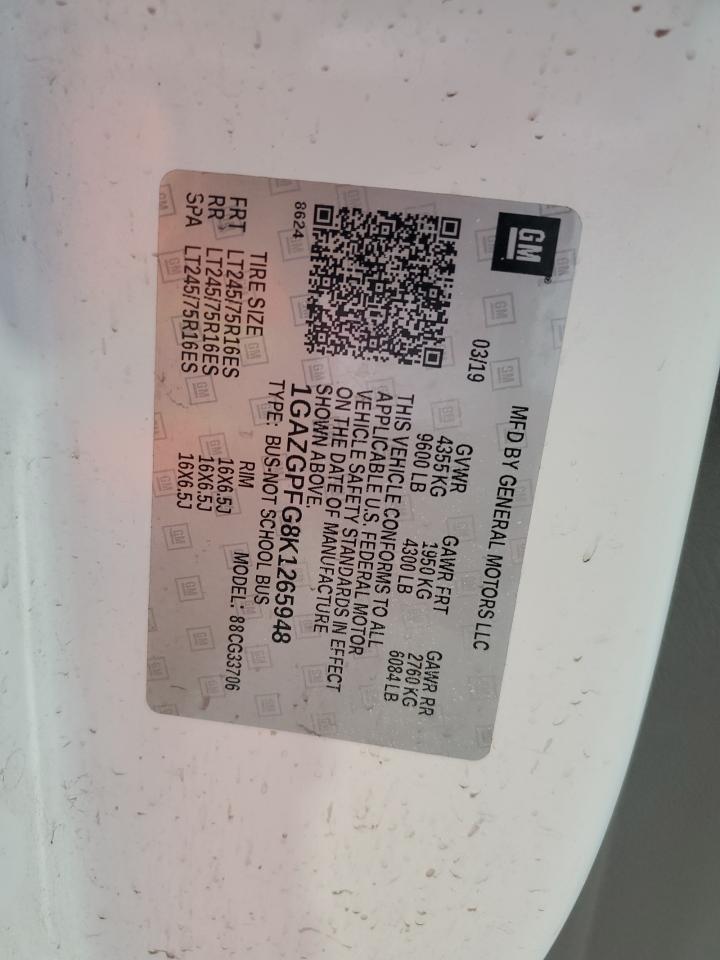 GM
MFD BY GENERAL MOTORS LLC
03/19
GVWR GAWR FRT GAWR RR
4355 KG 1950 KG 2760 KG
9600 LB 4300 LB 6084 LB
THIS VEHICLE CONFORMS TO ALL
APPLICABLE U.S. FEDERAL MOTOR
VEHICLE SAFETY STANDARDS IN EFFECT
ON THE DATE OF MANUFACTURE
SHOWN ABOVE.
8624
1GAZGPFG8K1265948
TYPE: BUS-NOT SCHOOL BUS
MODEL: 88CG33706
TIRE SIZE RIM
FRT LT245/75R16ES 16X6.5J
RR LT245/75R16ES 16X6.5J
SPA LT245/75R16ES 16X6.5J